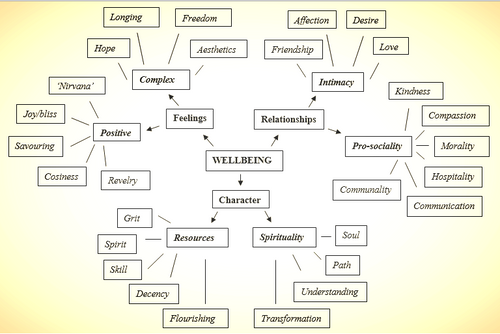 Longing
Freedom
Affection
Desire
Hope
Aesthetics
Friendship
Love
Complex
Intimacy
'Nirvana'
Kindness
Joy/bliss
Feelings
Relationships
Compassion
Positive
Savouring
Pro-sociality
Morality
WELLBEING
Cosiness
Revelry
Hospitality
Communality
Character
Communication
Grit
Spirit
Resources
Spirituality
Soul
Skill
Path
Decency
Understanding
Flourishing
Transformation